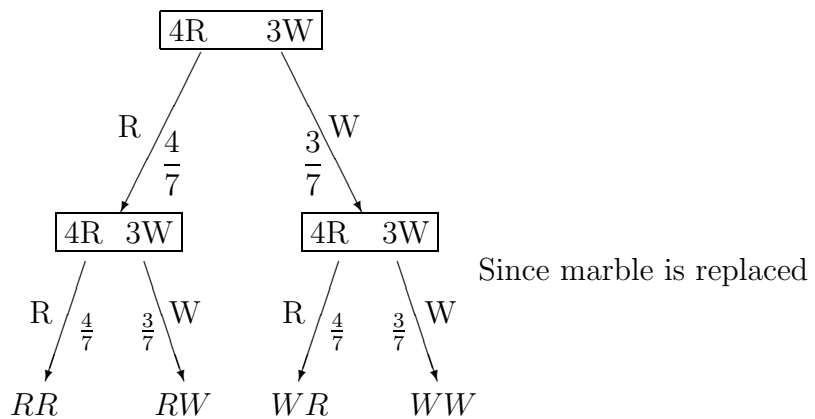 4R 3W
R W
4/7 3/7
4R 3W 4R 3W
Since marble is replaced
R 4/7 3/7 W R 4/7 3/7 W
RR RW WR WW